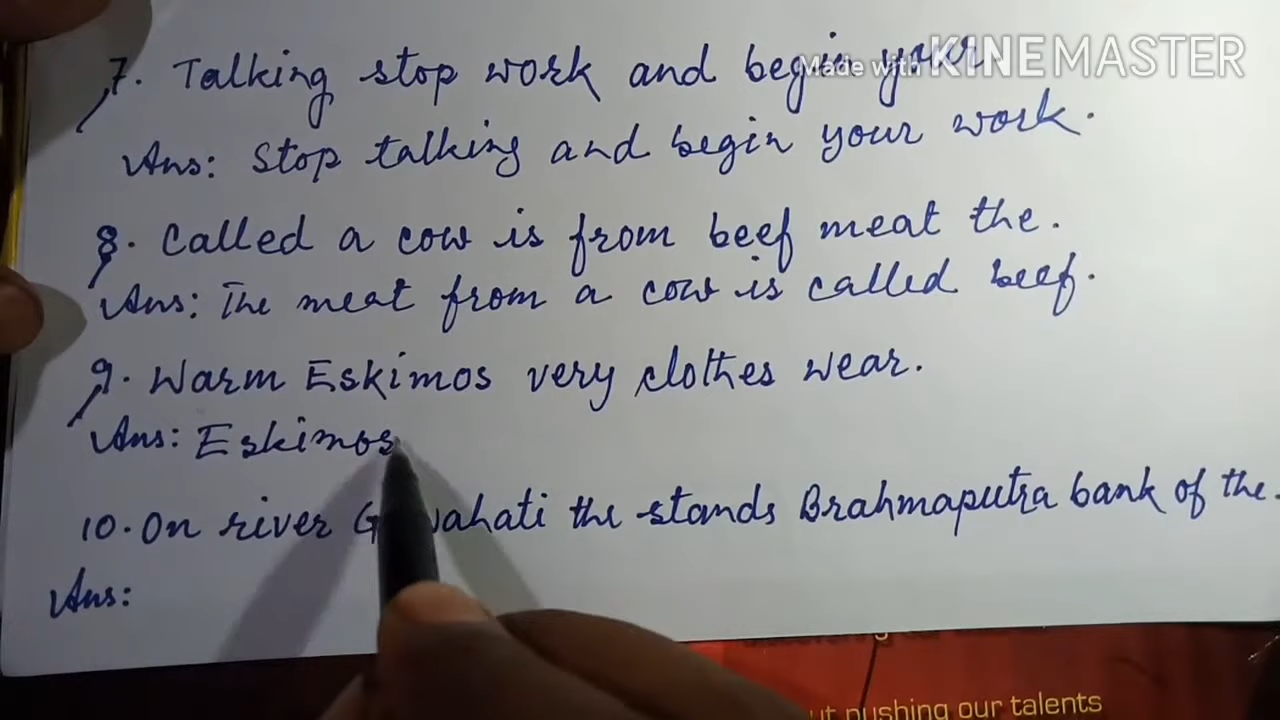 7. Talking stop work and begin your
Made with KINEMASTER
Ans: Stop talking and begin your work.
8. Called a cow is from beef meat the.
Ans: The meat from a cow is called beef.
9. Warm Eskimos very clothes wear.
Ans: Eskimos
10. On river the stands Brahmaputra bank of the.
Ans:
pushing our talents